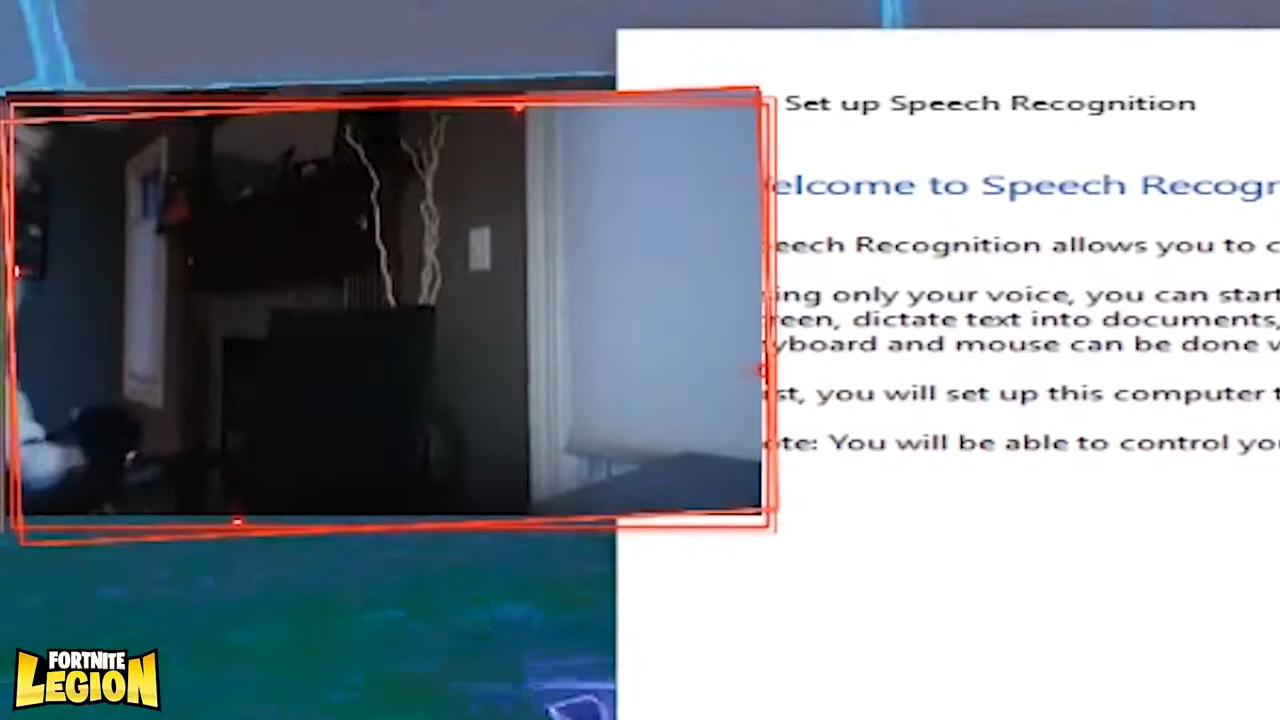 Set up Speech Recognition
elcome to Speech Recogn
eech Recognition allows you to c
ing only your voice, you can start
reen, dictate text into documents,
yboard and mouse can be done w
st, you will set up this computer t
ote: You will be able to control yo
FORTNITE
LEGION